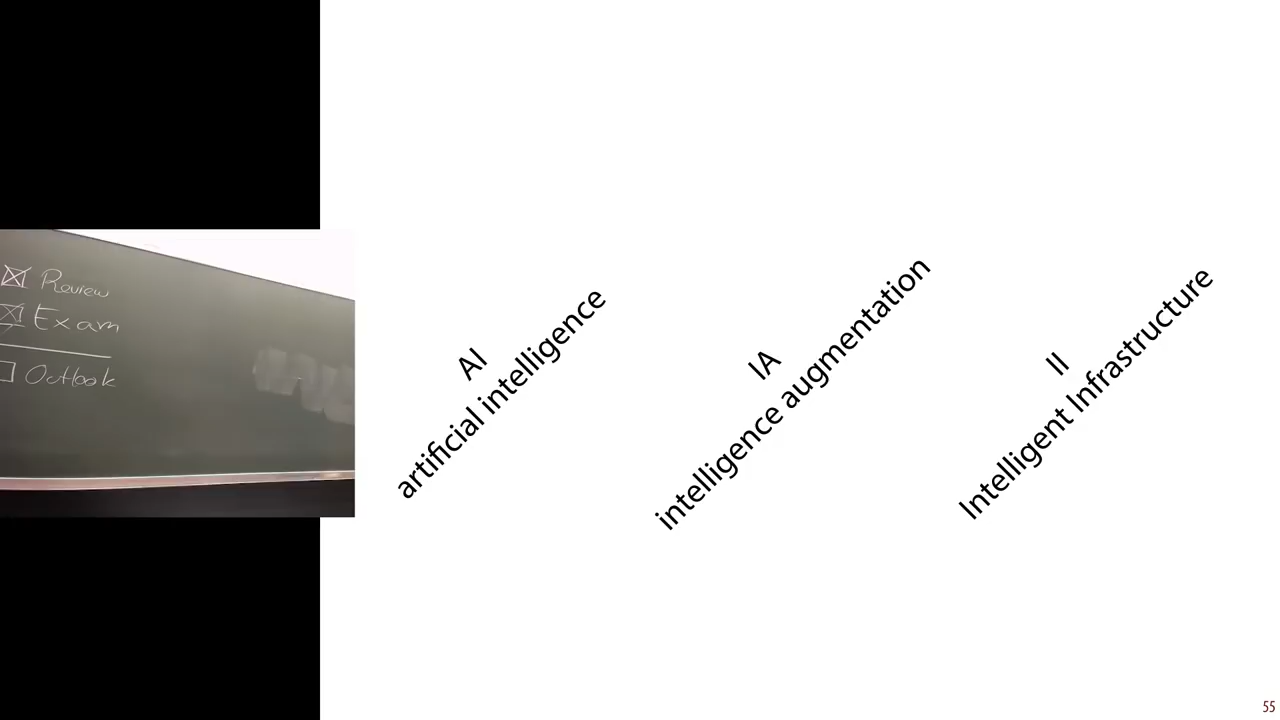 Review
Exam
Outlook
AI
artificial intelligence
IA
intelligence augmentation
II
Intelligent Infrastructure
55